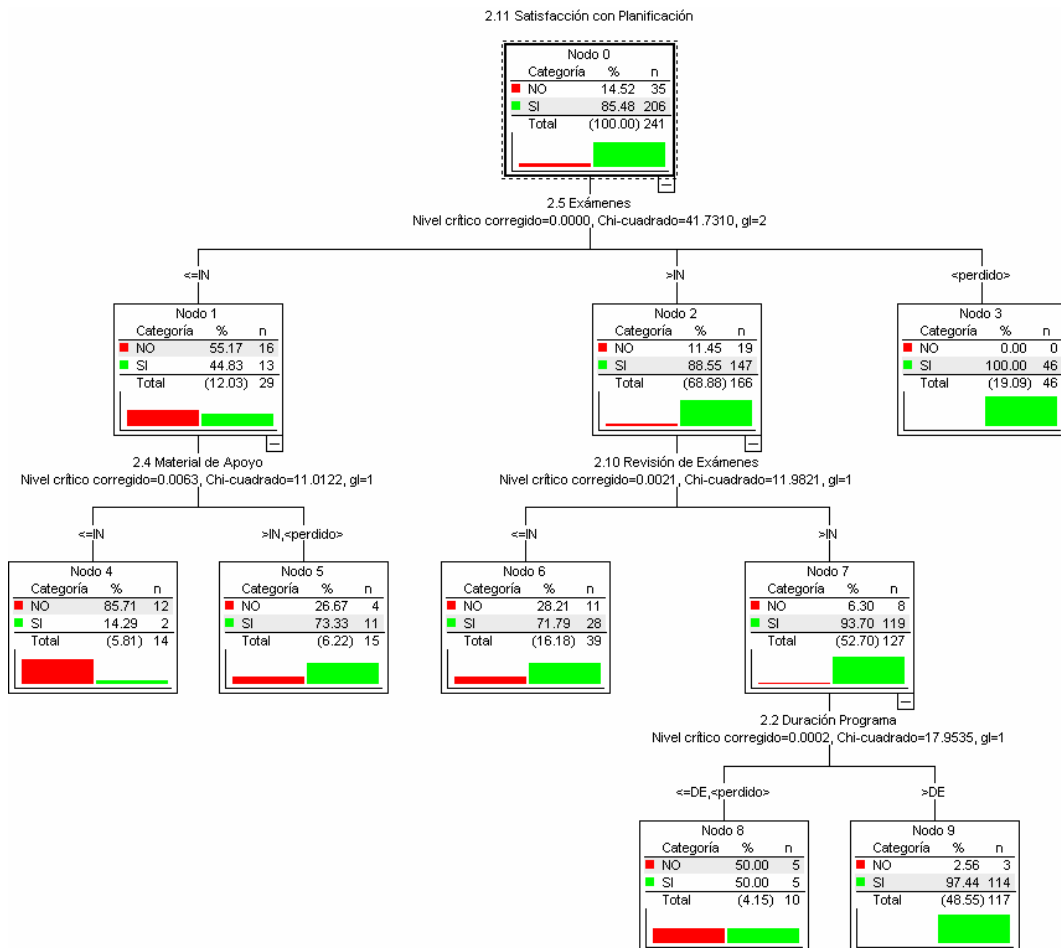 2.11 Satisfacción con Planificación
Nodo 0
Categoría % n
NO 14.52 35
SI 85.48 206
Total (100.00) 241
2.5 Exámenes
Nivel crítico corregido=0.0000, Chi-cuadrado=41.7310, gl=2
<=IN
>IN
<perdido>
Nodo 1
Categoría % n
NO 55.17 16
SI 44.83 13
Total (12.03) 29
Nodo 2
Categoría % n
NO 11.45 19
SI 88.55 147
Total (68.88) 166
Nodo 3
Categoría % n
NO 0.00 0
SI 100.00 46
Total (19.09) 46
2.4 Material de Apoyo
Nivel crítico corregido=0.0063, Chi-cuadrado=11.0122, gl=1
2.10 Revisión de Exámenes
Nivel crítico corregido=0.0021, Chi-cuadrado=11.9821, gl=1
<=IN
>IN,<perdido>
<=IN
>IN
Nodo 4
Categoría % n
NO 85.71 12
SI 14.29 2
Total (5.81) 14
Nodo 5
Categoría % n
NO 26.67 4
SI 73.33 11
Total (6.22) 15
Nodo 6
Categoría % n
NO 28.21 11
SI 71.79 28
Total (16.18) 39
Nodo 7
Categoría % n
NO 6.30 8
SI 93.70 119
Total (52.70) 127
2.2 Duración Programa
Nivel crítico corregido=0.0002, Chi-cuadrado=17.9535, gl=1
<=DE,<perdido>
>DE
Nodo 8
Categoría % n
NO 50.00 5
SI 50.00 5
Total (4.15) 10
Nodo 9
Categoría % n
NO 2.56 3
SI 97.44 114
Total (48.55) 117